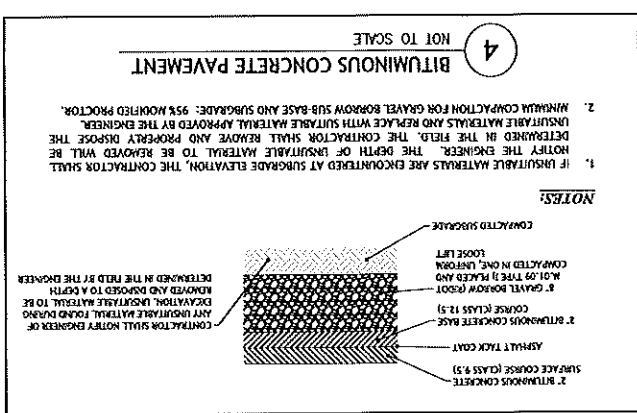 2" BITUMINOUS CONCRETE
SURFACE COURSE (CLASS 9.5)
ASPHALT TACK COAT
2" BITUMINOUS CONCRETE BASE
COURSE (CLASS 12.5)
8" GRAVEL BORROW (RIDOT
M.01.09 TYPE I) PLACED AND
COMPACTED IN ONE, UNIFORM
LOOSE LIFT
COMPACTED SUBGRADE
CONTRACTOR SHALL NOTIFY ENGINEER OF
ANY UNSUITABLE MATERIAL FOUND DURING
EXCAVATION, UNSUITABLE MATERIAL TO BE
REMOVED AND DISPOSED TO A DEPTH
DETERMINED IN THE FIELD BY THE ENGINEER
NOTES:
1. IF UNSUITABLE MATERIALS ARE ENCOUNTERED AT SUBGRADE ELEVATION, THE CONTRACTOR SHALL
NOTIFY THE ENGINEER. THE DEPTH OF UNSUITABLE MATERIAL TO BE REMOVED WILL BE
DETERMINED IN THE FIELD. THE CONTRACTOR SHALL REMOVE AND PROPERLY DISPOSE THE
UNSUITABLE MATERIALS AND REPLACE WITH SUITABLE MATERIAL APPROVED BY THE ENGINEER.
2. MINIMUM COMPACTION FOR GRAVEL BORROW SUB-BASE AND SUBGRADE: 95% MODIFIED PROCTOR.
4 BITUMINOUS CONCRETE PAVEMENT
NOT TO SCALE